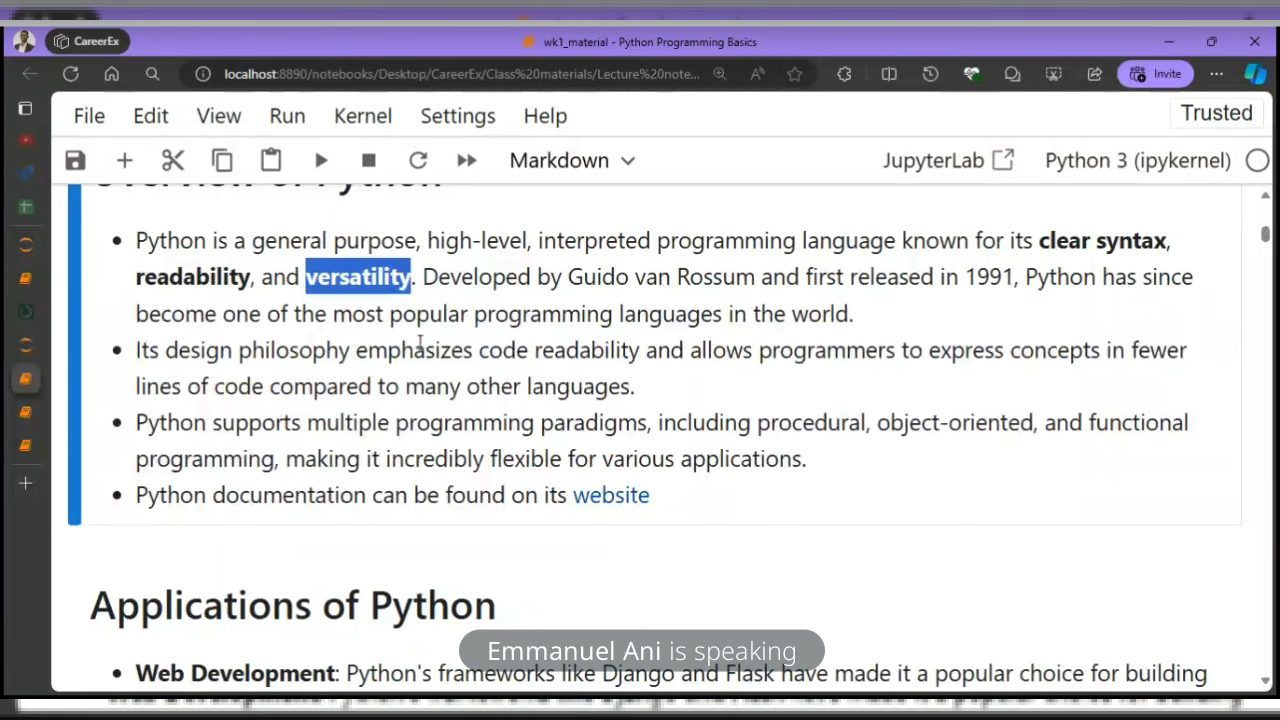 CareerEx
wk1_material - Python Programming Basics
localhost:8890/notebooks/Desktop/CareerEx/Class%20materials/Lecture%20note...
Invite
File Edit View Run Kernel Settings Help
Trusted
Markdown
JupyterLab
Python 3 (ipykernel)
Overview of Python
• Python is a general purpose, high-level, interpreted programming language known for its clear syntax,
readability, and versatility. Developed by Guido van Rossum and first released in 1991, Python has since
become one of the most popular programming languages in the world.
• Its design philosophy emphasizes code readability and allows programmers to express concepts in fewer
lines of code compared to many other languages.
• Python supports multiple programming paradigms, including procedural, object-oriented, and functional
programming, making it incredibly flexible for various applications.
• Python documentation can be found on its website
Applications of Python
Emmanuel Ani is speaking
• Web Development: Python's frameworks like Django and Flask have made it a popular choice for building